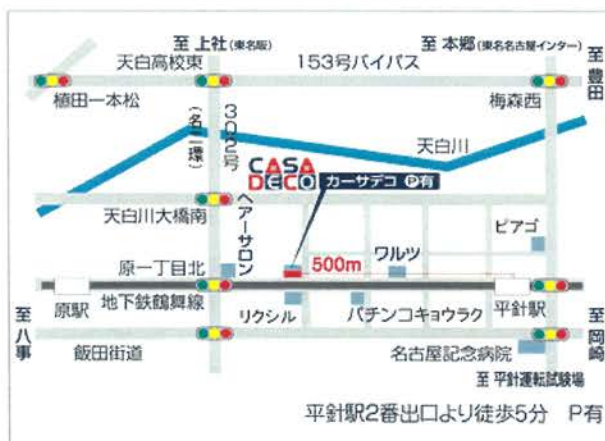 至 上社(東名阪)
至 本郷(東名名古屋インター)
至 豊田
天白高校東
153号バイパス
植田一本松
梅森西
302号
(名二環)
天白川
CASA
DECO
カーサデコ P有
天白川大橋南
ヘアーサロン
ピアゴ
原一丁目北
500m
ワルツ
原駅
地下鉄鶴舞線
リクシル
パチンコキョウラク
平針駅
至 八事
至 岡崎
飯田街道
名古屋記念病院
至 平針運転試験場
平針駅2番出口より徒歩5分 P有